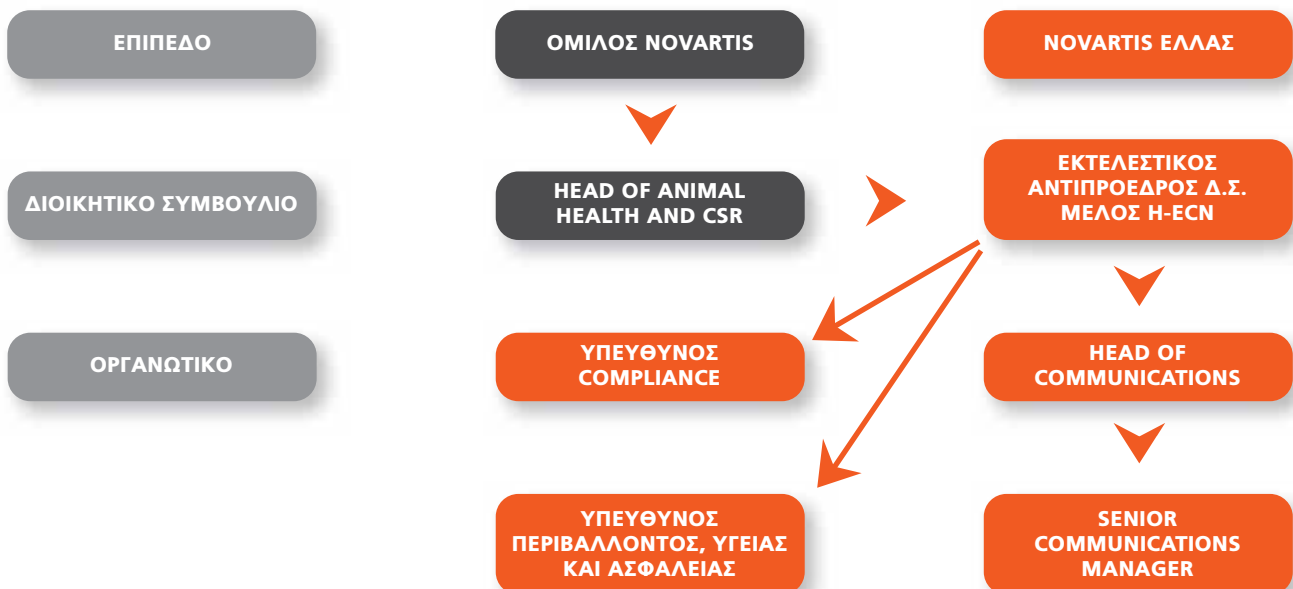 ΕΠΙΠΕΔΟ
ΟΜΙΛΟΣ NOVARTIS
NOVARTIS ΕΛΛΑΣ
ΔΙΟΙΚΗΤΙΚΟ ΣΥΜΒΟΥΛΙΟ
HEAD OF ANIMAL
HEALTH AND CSR
ΕΚΤΕΛΕΣΤΙΚΟΣ
ΑΝΤΙΠΡΟΕΔΡΟΣ Δ.Σ.
ΜΕΛΟΣ H-ECN
ΟΡΓΑΝΩΤΙΚΟ
ΥΠΕΥΘΥΝΟΣ
COMPLIANCE
HEAD OF
COMMUNICATIONS
ΥΠΕΥΘΥΝΟΣ
ΠΕΡΙΒΑΛΛΟΝΤΟΣ, ΥΓΕΙΑΣ
ΚΑΙ ΑΣΦΑΛΕΙΑΣ
SENIOR
COMMUNICATIONS
MANAGER